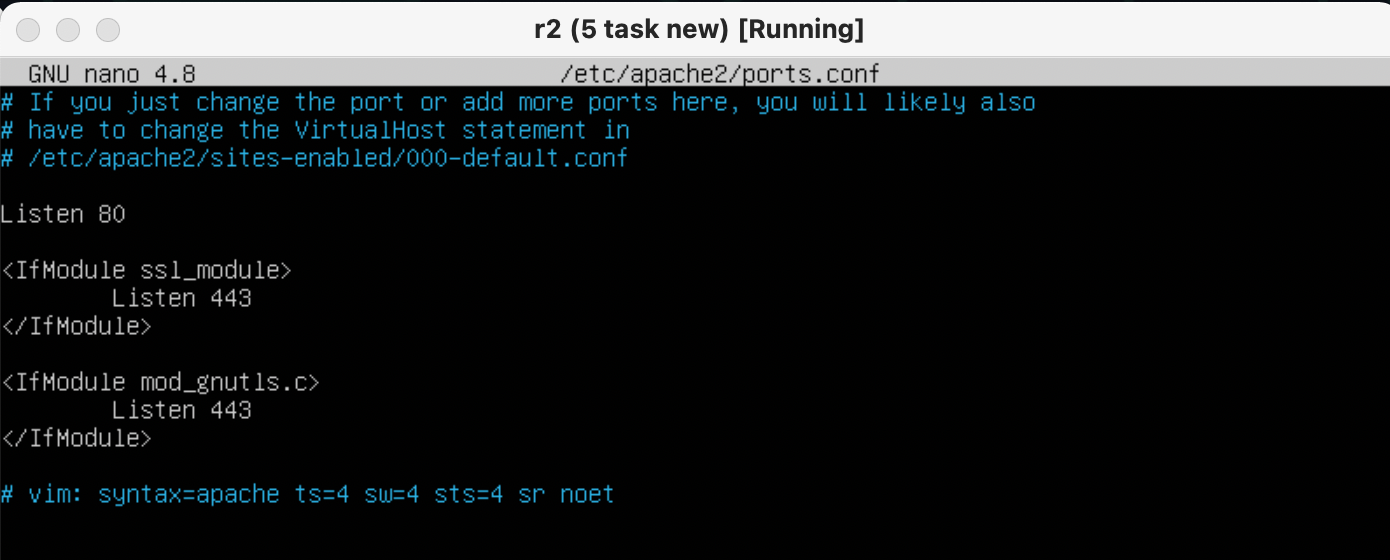 r2 (5 task new) [Running]
GNU nano 4.8 /etc/apache2/ports.conf
# If you just change the port or add more ports here, you will likely also
# have to change the VirtualHost statement in
# /etc/apache2/sites-enabled/000-default.conf
Listen 80
<IfModule ssl_module>
Listen 443
</IfModule>
<IfModule mod_gnutls.c>
Listen 443
</IfModule>
# vim: syntax=apache ts=4 sw=4 sts=4 sr noet